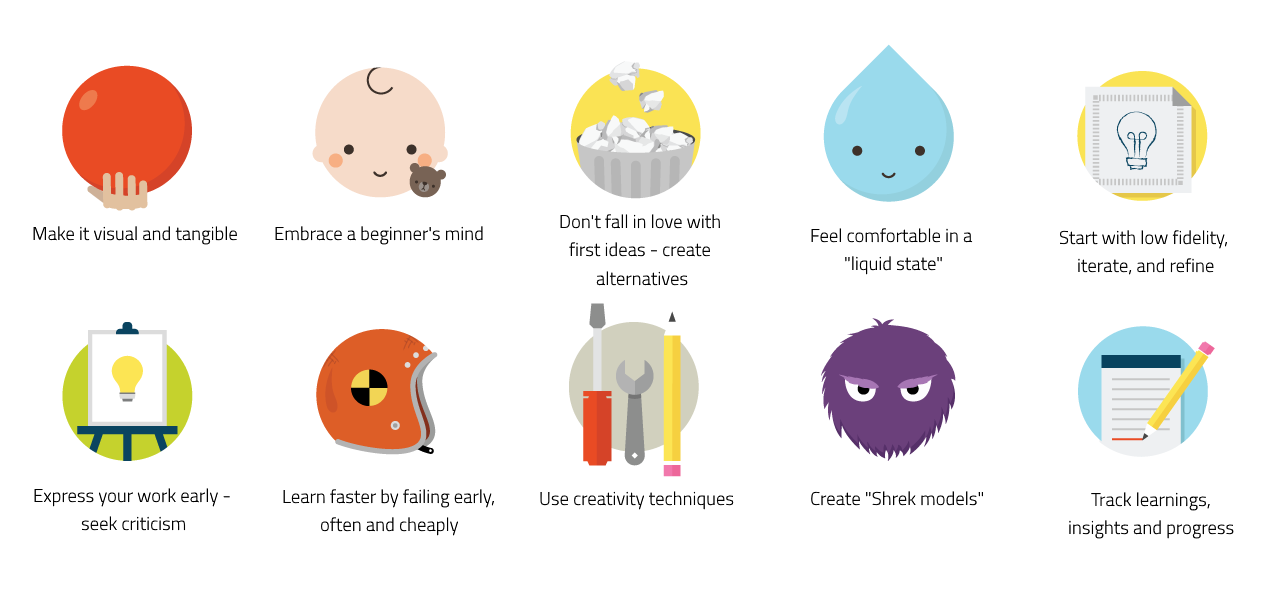 Make it visual and tangible
Embrace a beginner's mind
Don't fall in love with
first ideas - create
alternatives
Feel comfortable in a
"liquid state"
Start with low fidelity,
iterate, and refine
Express your work early -
seek criticism
Learn faster by failing early,
often and cheaply
Use creativity techniques
Create "Shrek models"
Track learnings,
insights and progress